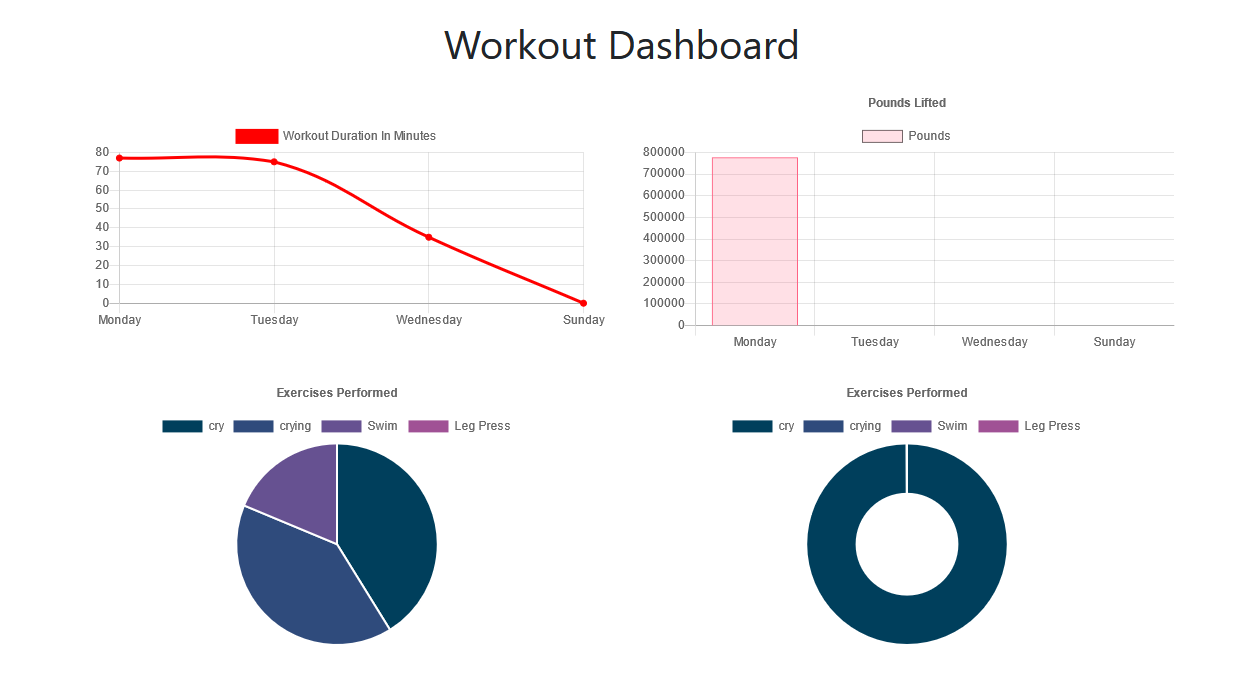 Workout Dashboard
Workout Duration In Minutes
80
70
60
50
40
30
20
10
0
Monday Tuesday Wednesday Sunday
Pounds Lifted
Pounds
800000
700000
600000
500000
400000
300000
200000
100000
0
Monday Tuesday Wednesday Sunday
Exercises Performed
cry crying Swim Leg Press
Exercises Performed
cry crying Swim Leg Press